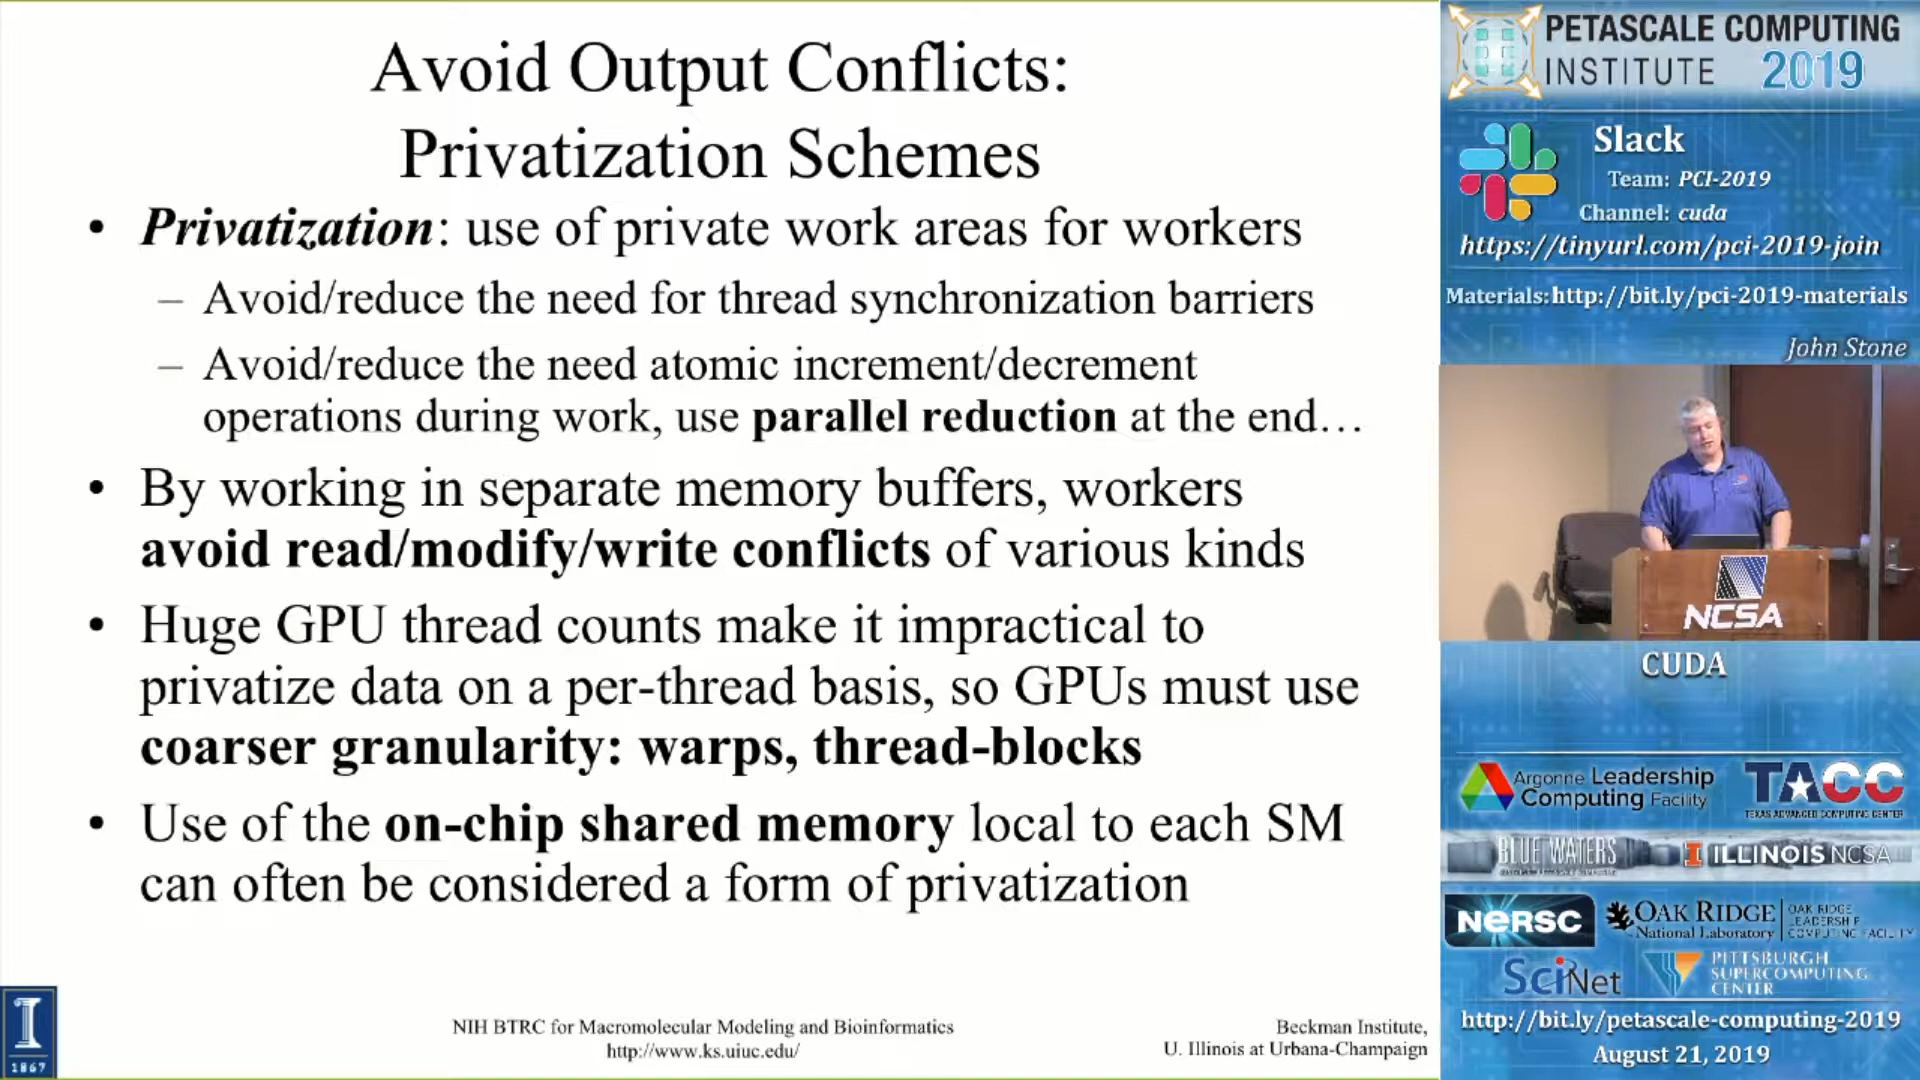 Avoid Output Conflicts:
Privatization Schemes
• Privatization: use of private work areas for workers
– Avoid/reduce the need for thread synchronization barriers
– Avoid/reduce the need atomic increment/decrement
operations during work, use parallel reduction at the end…
• By working in separate memory buffers, workers
avoid read/modify/write conflicts of various kinds
• Huge GPU thread counts make it impractical to
privatize data on a per-thread basis, so GPUs must use
coarser granularity: warps, thread-blocks
• Use of the on-chip shared memory local to each SM
can often be considered a form of privatization
I
1867
NIH BTRC for Macromolecular Modeling and Bioinformatics
http://www.ks.uiuc.edu/
Beckman Institute,
U. Illinois at Urbana-Champaign
PETASCALE COMPUTING
INSTITUTE 2019
Slack
Team: PCI-2019
Channel: cuda
https://tinyurl.com/pci-2019-join
Materials: http://bit.ly/pci-2019-materials
John Stone
NCSA
CUDA
Argonne Leadership
Computing Facility
TACC
TEXAS ADVANCED COMPUTING CENTER
BLUE WATERS
I ILLINOIS NCSA
NERSC
OAK RIDGE
National Laboratory
OAK RIDGE
LEADERSHIP
COMPUTING FACILITY
SciNet
PITTSBURGH
SUPERCOMPUTING
CENTER
http://bit.ly/petascale-computing-2019
August 21, 2019